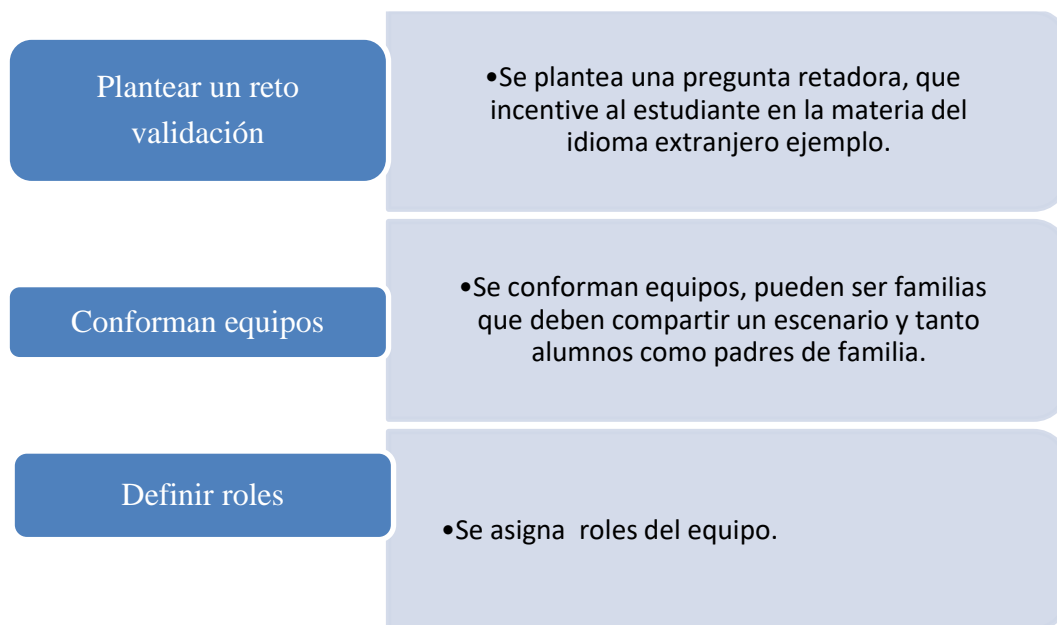 Plantear un reto
validación
•Se plantea una pregunta retadora, que
incentive al estudiante en la materia del
idioma extranjero ejemplo.
Conforman equipos
•Se conforman equipos, pueden ser familias
que deben compartir un escenario y tanto
alumnos como padres de familia.
Definir roles
•Se asigna  roles del equipo.